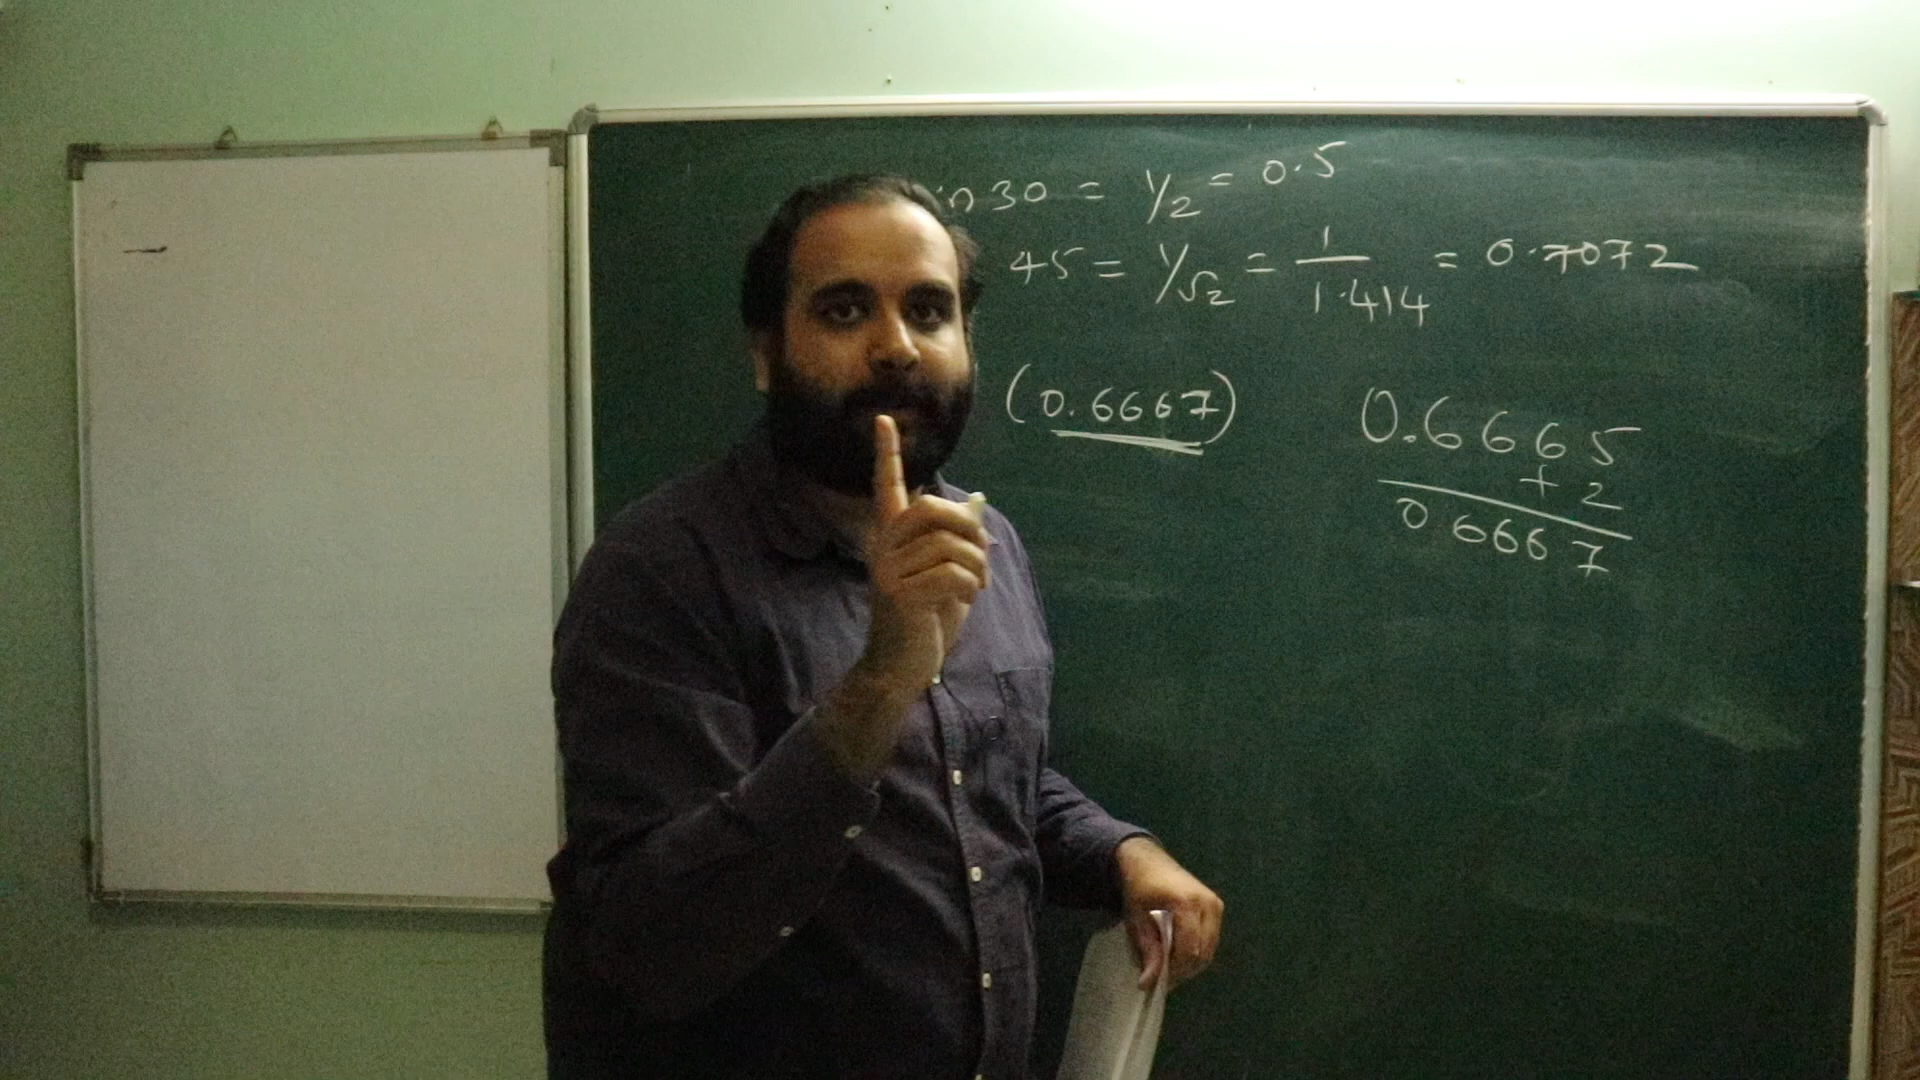 in 30 = 1/2 = 0.5
45 = 1/√2 = 1/1.414 = 0.7072
(0.6667)
0.6665
+2
0.6667